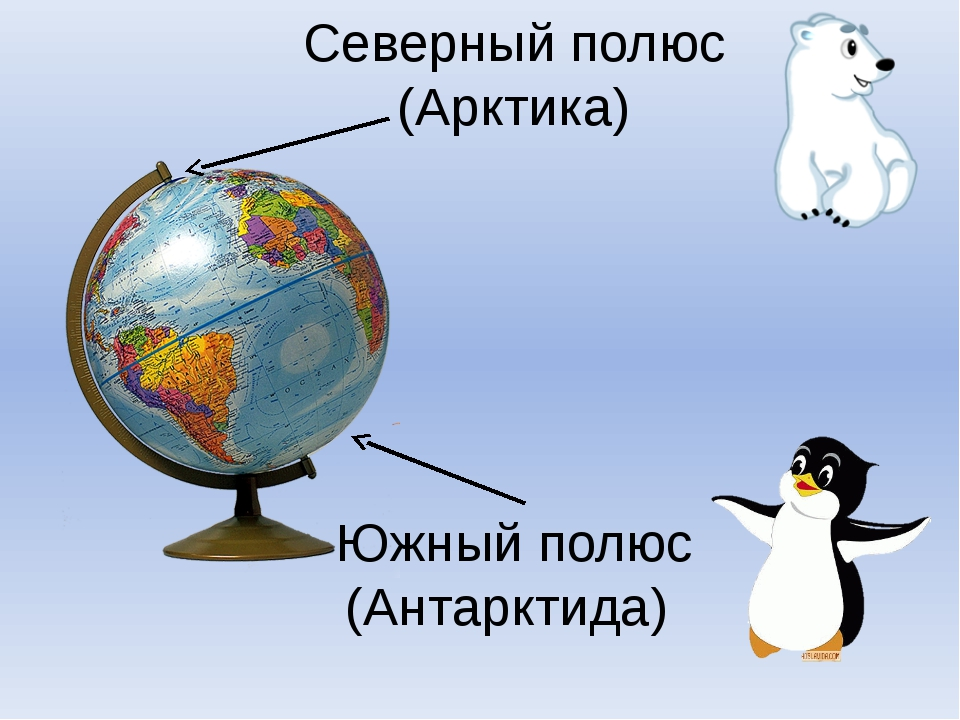 Северный полюс
(Арктика)
Южный полюс
(Антарктида)